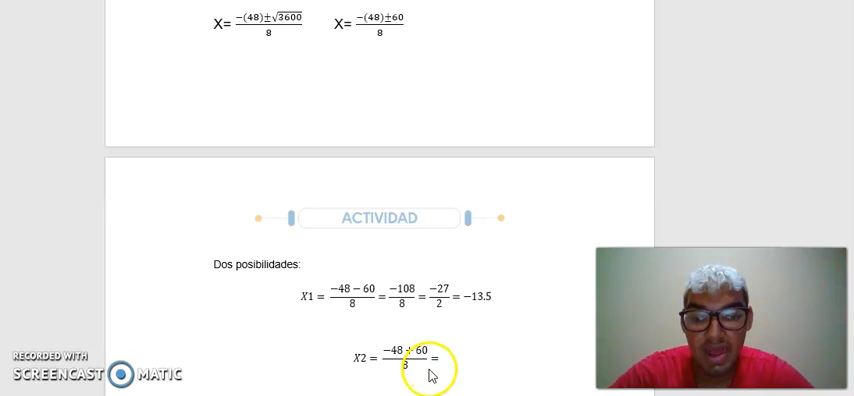 X= −(48)±√3600 / 8 X= −(48)±60 / 8
ACTIVIDAD
Dos posibilidades:
X1 = −48 − 60 / 8 = −108 / 8 = −27 / 2 = −13.5
X2 = −48 + 60 / 8 =
RECORDED WITH
SCREENCAST MATIC